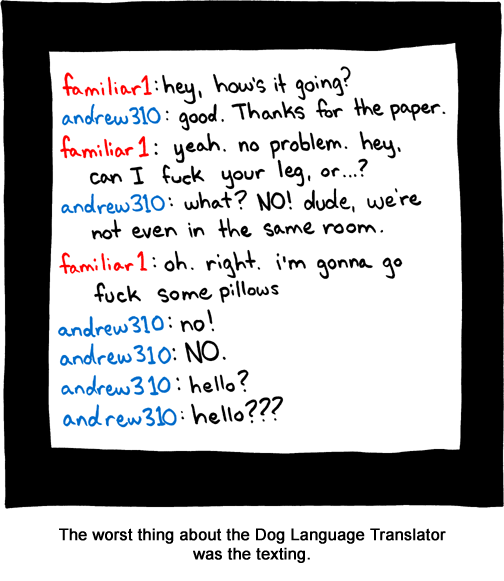 familiar1: hey, how's it going?
andrew310: good. Thanks for the paper.
familiar1: yeah. no problem. hey,
can I fuck your leg, or...?
andrew310: what? NO! dude, we're
not even in the same room.
familiar1: oh. right. i'm gonna go
fuck some pillows
andrew310: no!
andrew310: NO.
andrew310: hello?
andrew310: hello???
The worst thing about the Dog Language Translator
was the texting.